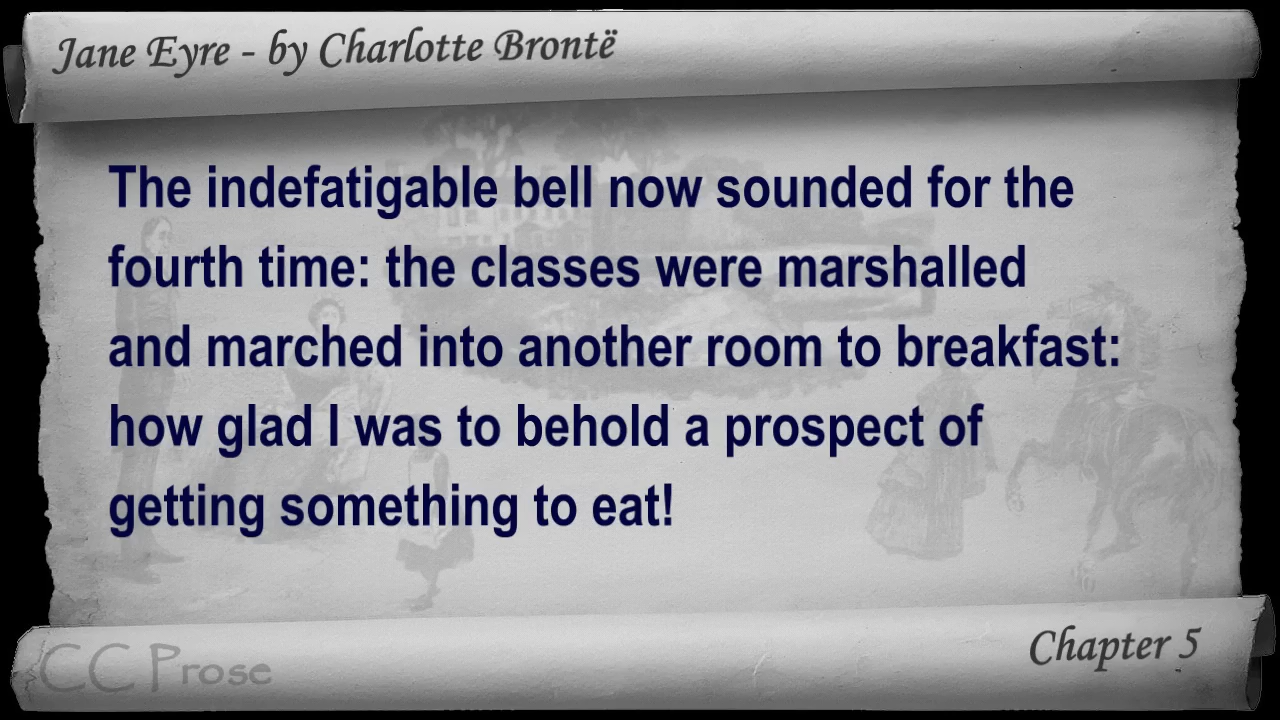 Jane Eyre - by Charlotte Brontë
The indefatigable bell now sounded for the
fourth time: the classes were marshalled
and marched into another room to breakfast:
how glad I was to behold a prospect of
getting something to eat!
CC Prose
Chapter 5